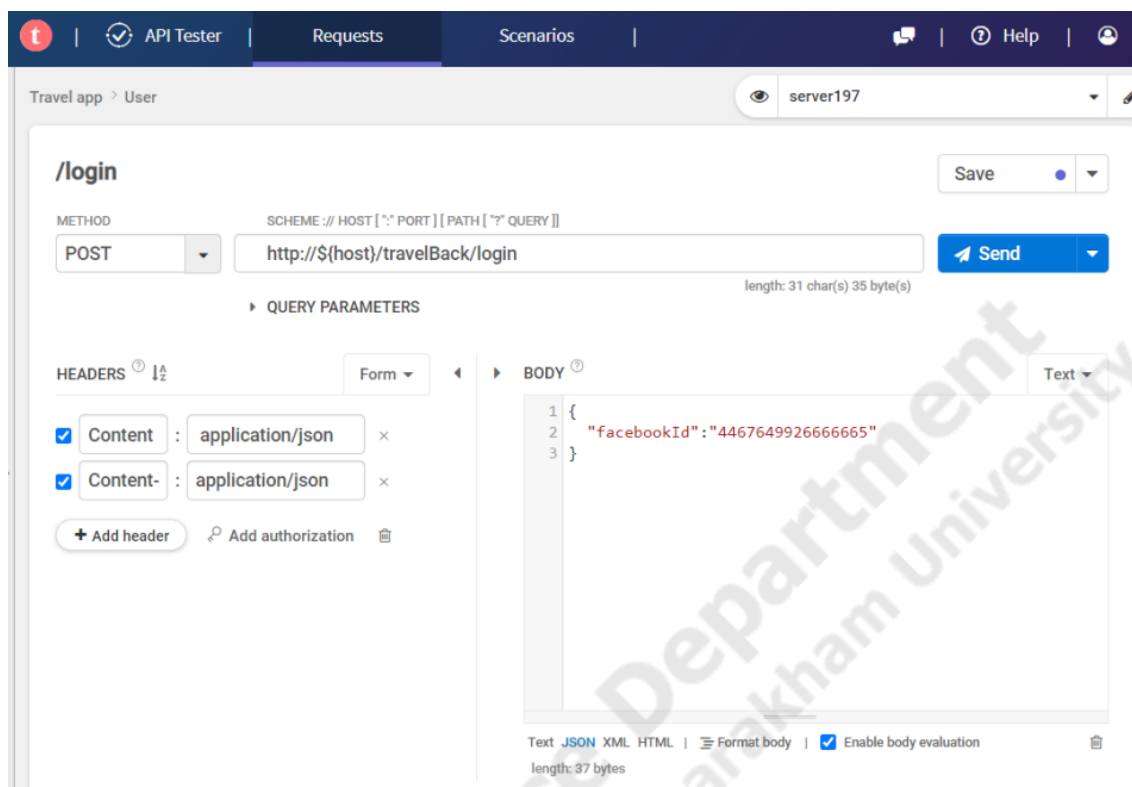 t | API Tester | Requests Scenarios | Help |
Travel app > User server197
/login Save
METHOD SCHEME :// HOST [ ":" PORT ] [ PATH [ "?" QUERY ]]
POST http://${host}/travelBack/login Send
length: 31 char(s) 35 byte(s)
QUERY PARAMETERS
HEADERS ? Form BODY ? Text
Content : application/json ×
Content- : application/json ×
+ Add header Add authorization
1 {
2 "facebookId":"4467649926666665"
3 }
Text JSON XML HTML | Format body | Enable body evaluation
length: 37 bytes
Department
University